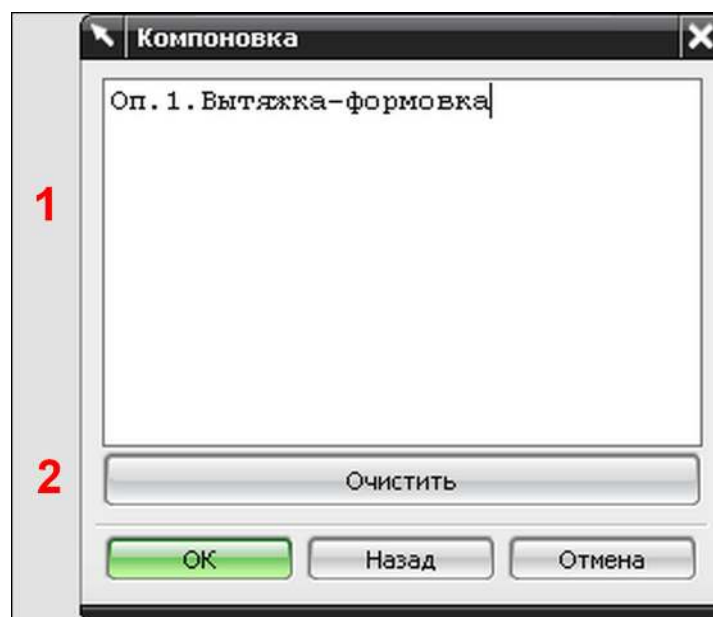 Компоновка
Оп.1.Вытяжка-формовка
1
2
Очистить
ОК
Назад
Отмена